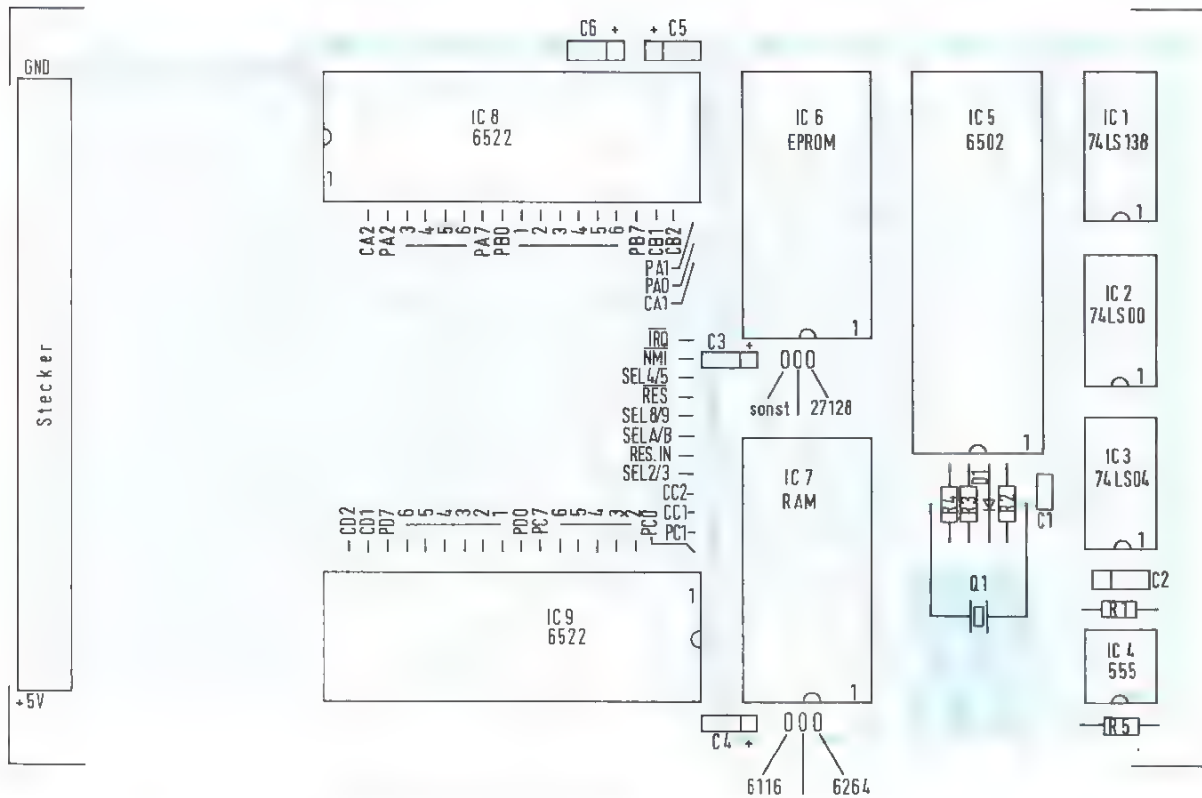 C6 +
+ C5
GND
IC 8
6522
1
IC 6
EPROM
1
IC 5
6502
1
IC 1
74LS138
1
CA2
PA2
3
4
5
6
PA7
PB0
1
2
3
4
5
6
PB7
CB1
CB2
PA1
PA0
CA1
IC 2
74LS00
1
IRQ
NMI
SEL4/5
RES
SEL8/9
SELA/B
RES.IN
SEL2/3
CC2
CC1
PC1
C3 +
sonst
27128
Stecker
IC 7
RAM
1
IC 3
74LS04
1
R4
R3
D1
R2
C1
CD2
CD1
PD7
6
5
4
3
2
1
PD0
PC7
6
5
4
3
2
PC0
C2
R1
Q1
IC 9
6522
1
IC 4
555
R5
+5V
C4 +
6116
6264